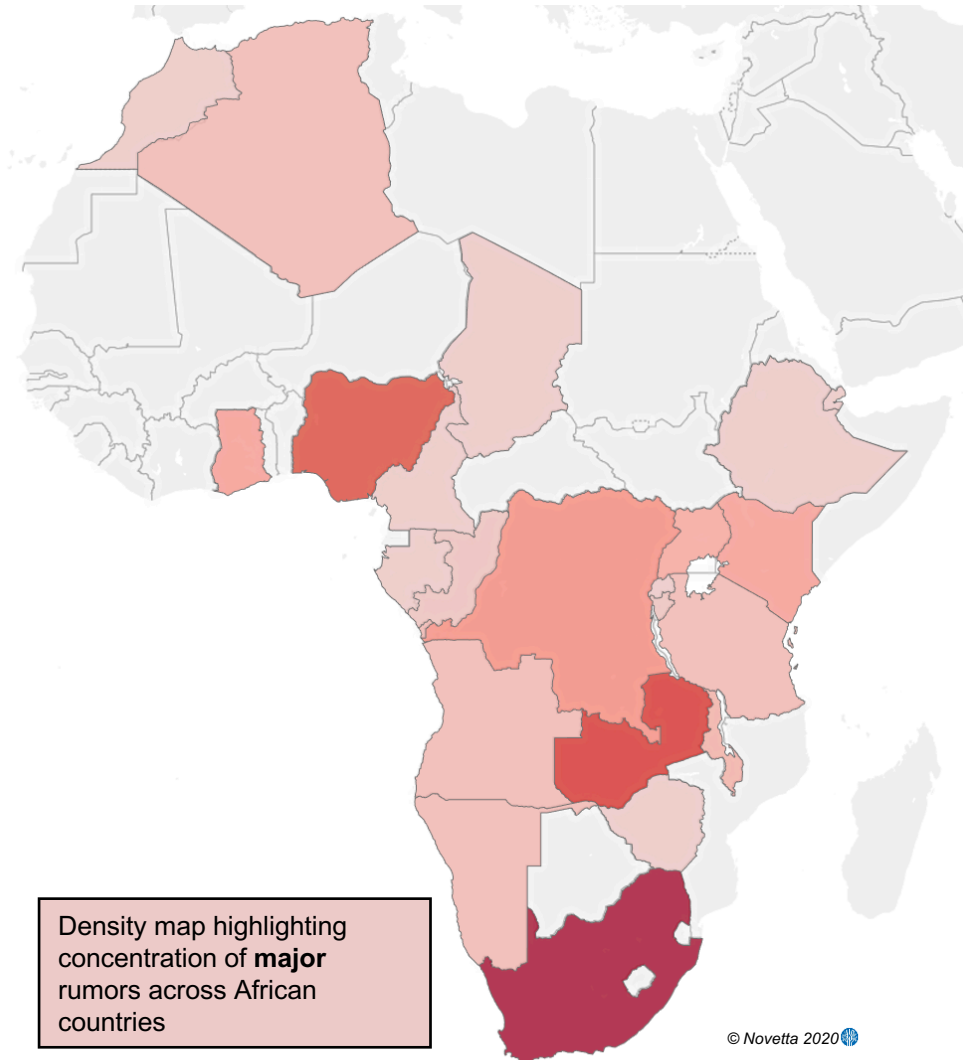 Density map highlighting
concentration of major
rumors across African
countries
© Novetta 2020